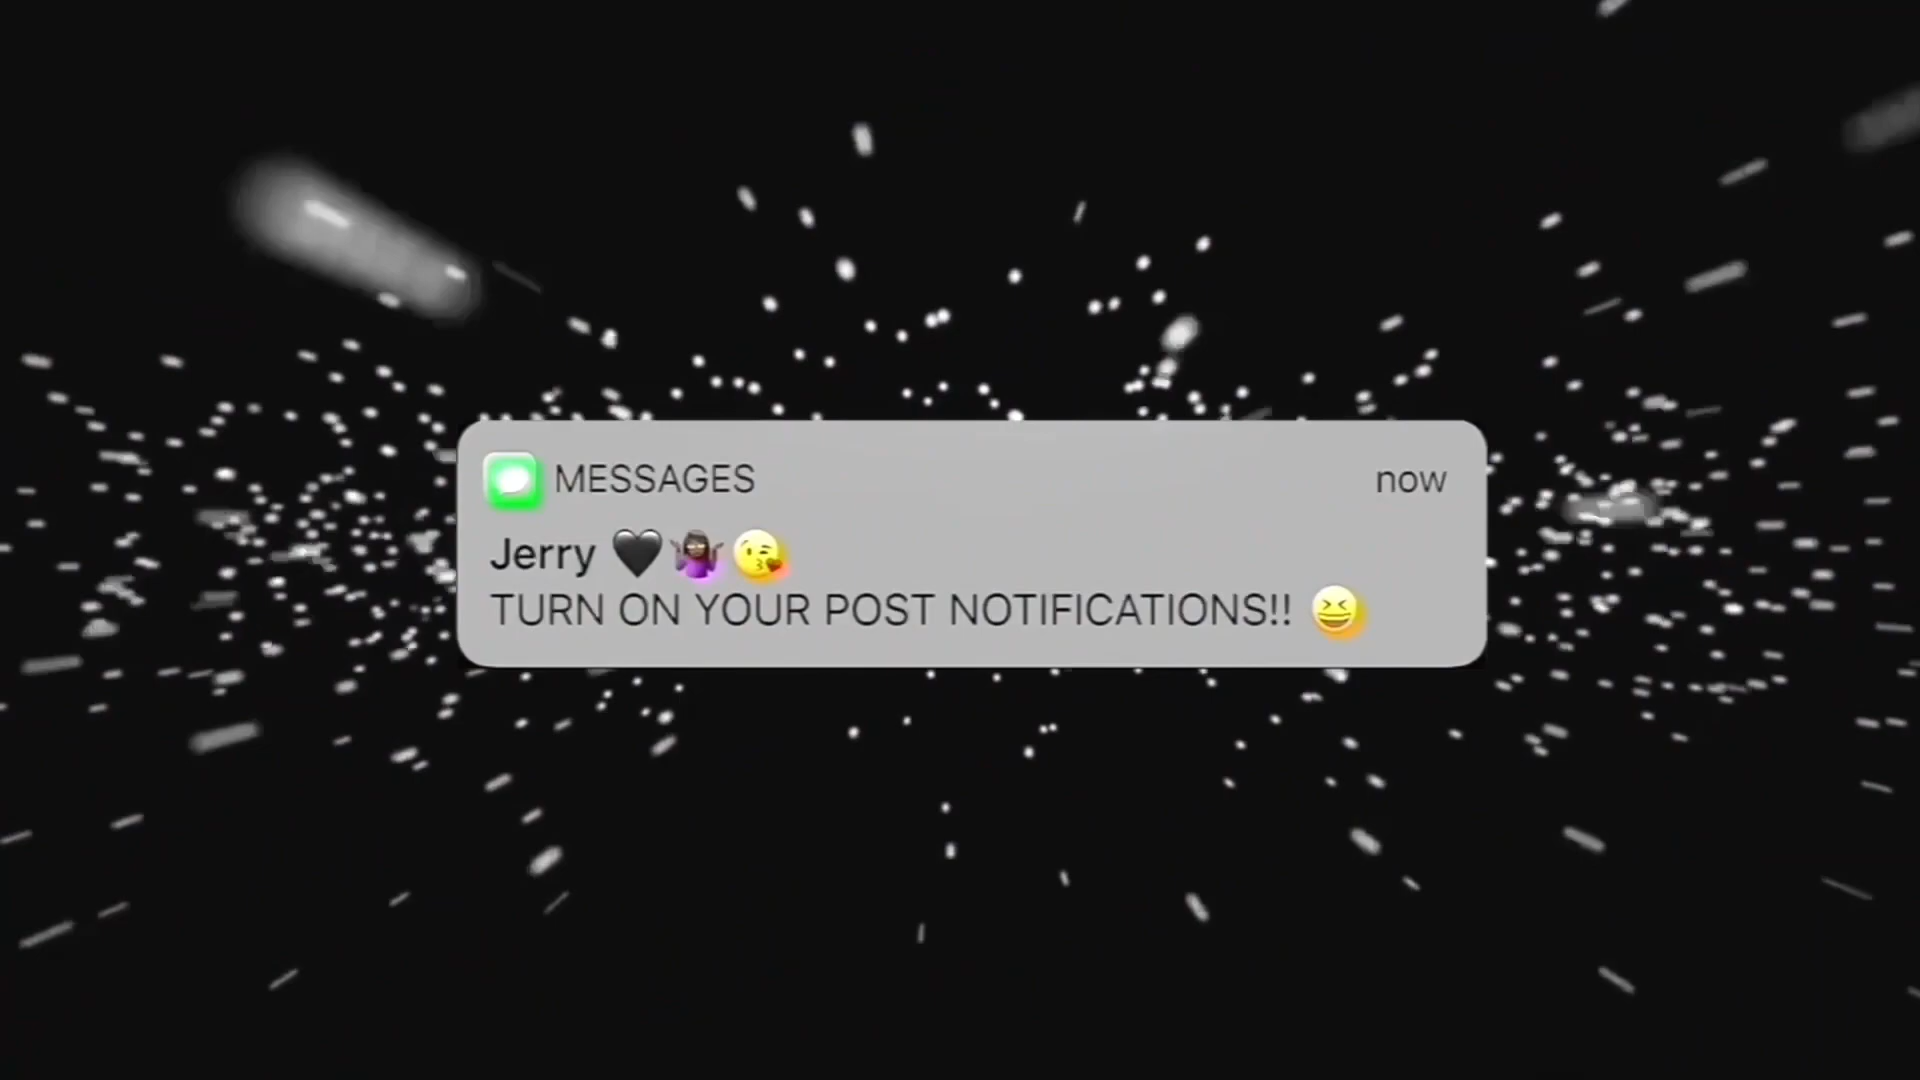 MESSAGES now
Jerry 🖤🤷🏾‍♀️😘
TURN ON YOUR POST NOTIFICATIONS!! 😆